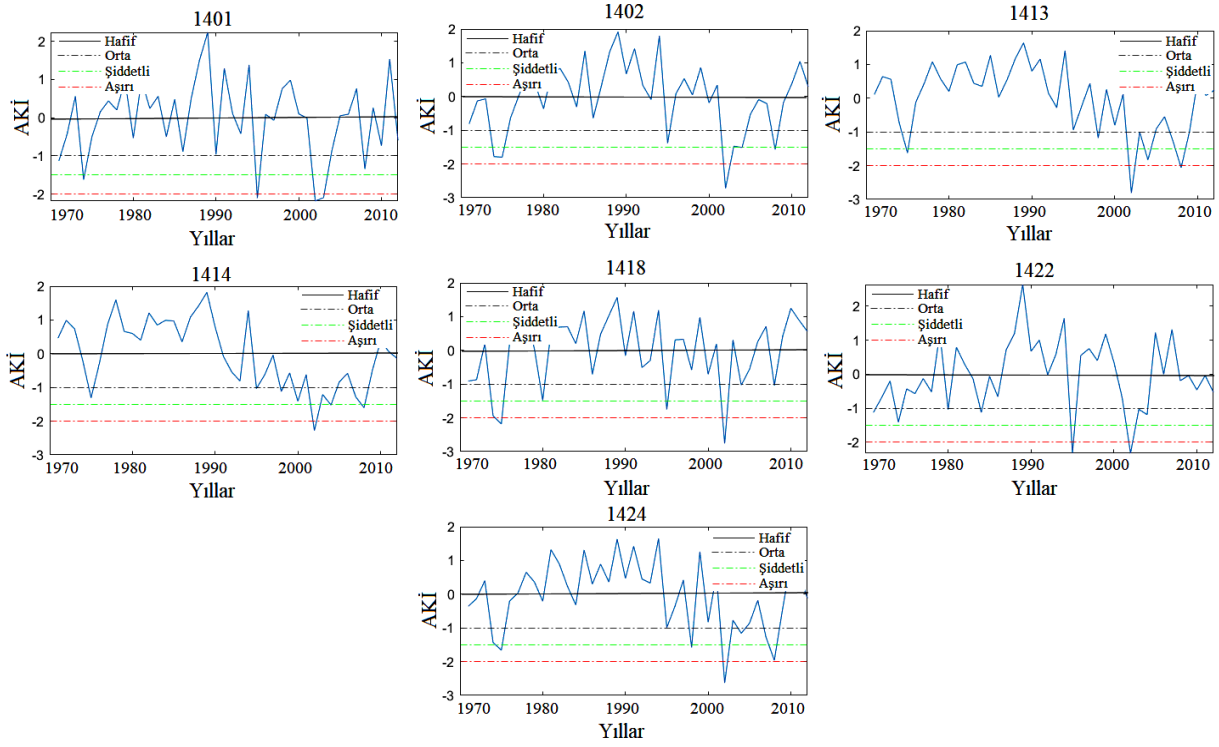 1401
2
1
0
-1
-2
AKİ
Hafif
Orta
Şiddetli
Aşırı
1970
1980
1990
2000
2010
Yıllar
1402
2
1
0
-1
-2
-3
AKİ
Hafif
Orta
Şiddetli
Aşırı
1970
1980
1990
2000
2010
Yıllar
1413
2
1
0
-1
-2
-3
AKİ
Hafif
Orta
Şiddetli
Aşırı
1970
1980
1990
2000
2010
Yıllar
1414
2
1
0
-1
-2
-3
AKİ
Hafif
Orta
Şiddetli
Aşırı
1970
1980
1990
2000
2010
Yıllar
1418
2
1
0
-1
-2
-3
AKİ
Hafif
Orta
Şiddetli
Aşırı
1970
1980
1990
2000
2010
Yıllar
1422
2
1
0
-1
-2
AKİ
Hafif
Orta
Şiddetli
Aşırı
1970
1980
1990
2000
2010
Yıllar
1424
2
1
0
-1
-2
-3
AKİ
Hafif
Orta
Şiddetli
Aşırı
1970
1980
1990
2000
2010
Yıllar